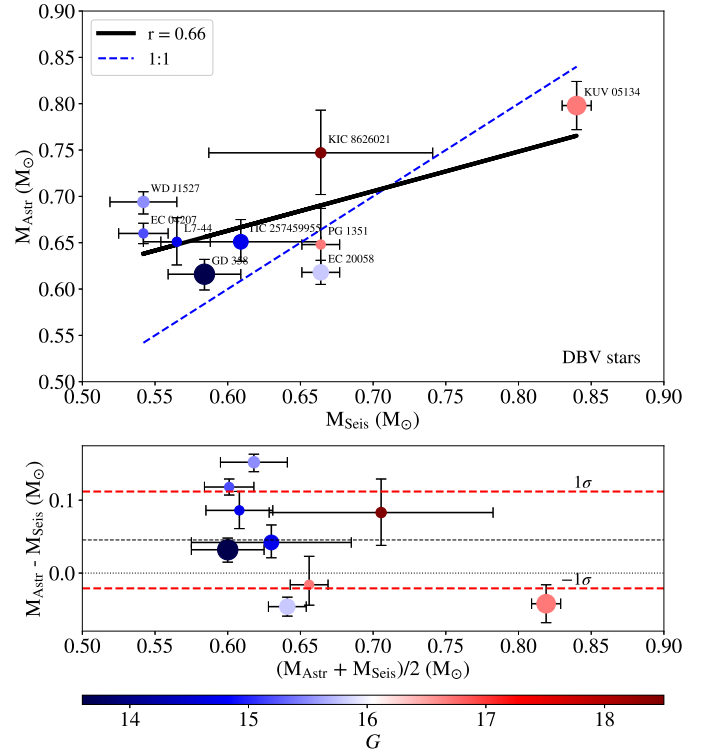 0.90
0.85
0.80
0.75
0.70
0.65
0.60
0.55
0.50
M_Astr (M_⊙)
r = 0.66
1:1
KUV 05134
KIC 8626021
WD J1527
EC 04207
L7-44
TIC 257459955
PG 1351
GD 358
EC 20058
DBV stars
0.50 0.55 0.60 0.65 0.70 0.75 0.80 0.85 0.90
M_Seis (M_⊙)
M_Astr - M_Seis (M_⊙)
0.1
0.0
1σ
−1σ
0.50 0.55 0.60 0.65 0.70 0.75 0.80 0.85 0.90
(M_Astr + M_Seis)/2 (M_⊙)
14 15 16 17 18
G